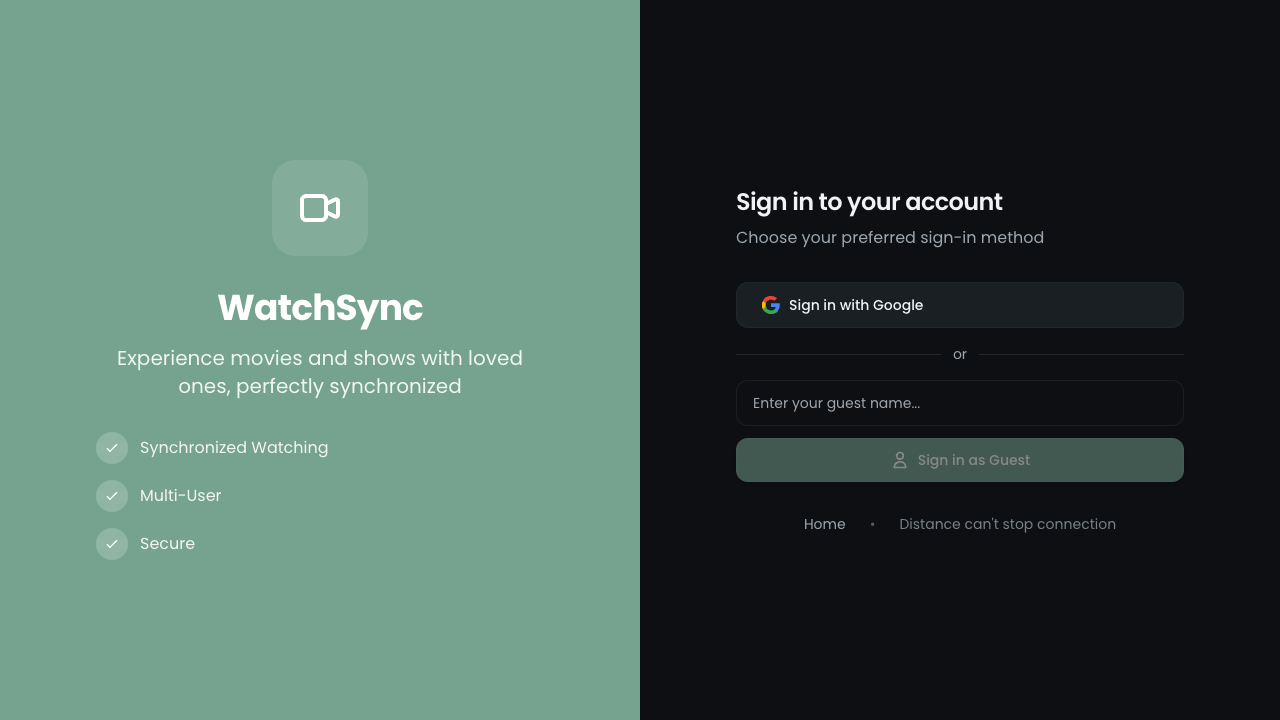 WatchSync
Experience movies and shows with loved
ones, perfectly synchronized
Synchronized Watching
Multi-User
Secure
Sign in to your account
Choose your preferred sign-in method
Sign in with Google
or
Enter your guest name...
Sign in as Guest
Home • Distance can't stop connection